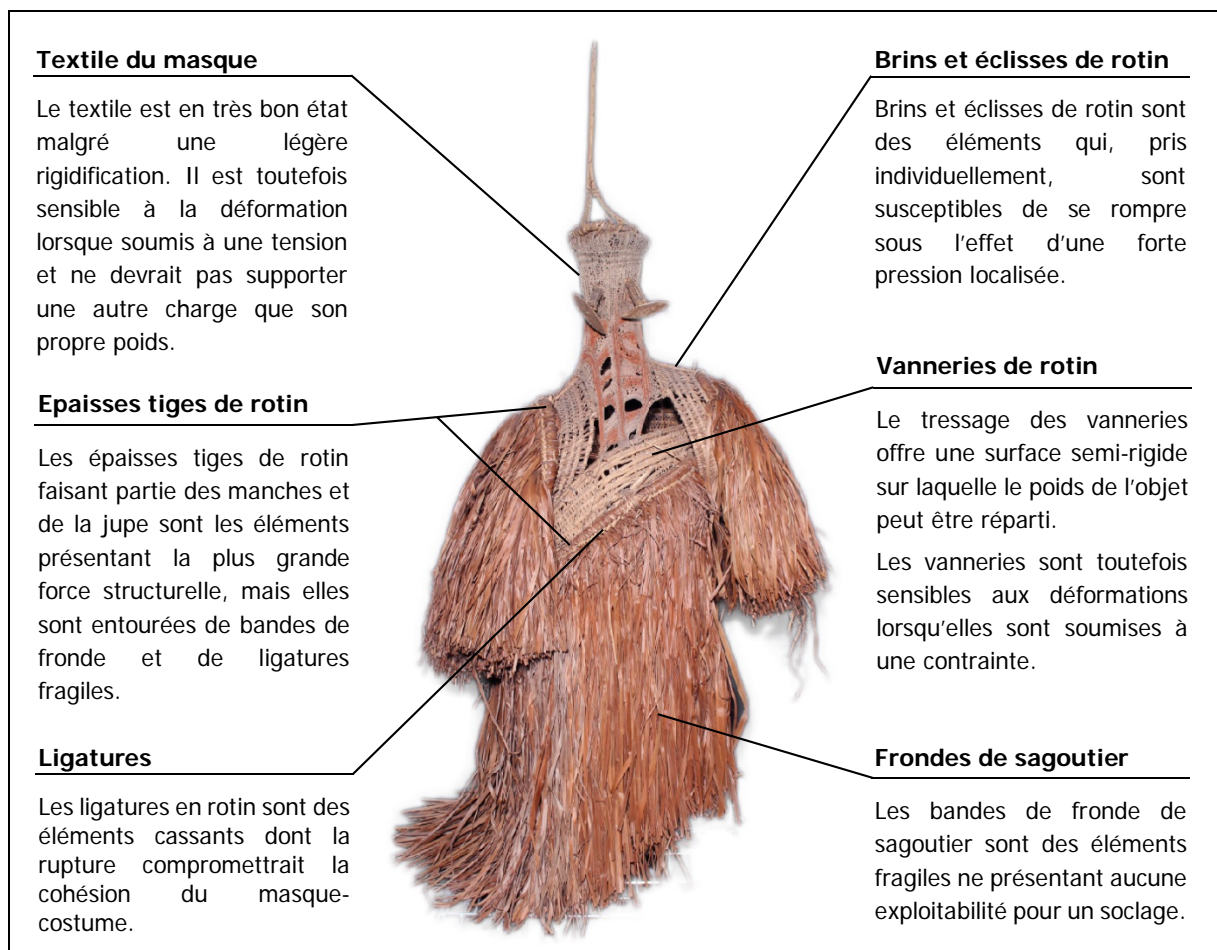 Textile du masque
Le textile est en très bon état
malgré une légère
rigidification. Il est toutefois
sensible à la déformation
lorsque soumis à une tension
et ne devrait pas supporter
une autre charge que son
propre poids.
Epaisses tiges de rotin
Les épaisses tiges de rotin
faisant partie des manches et
de la jupe sont les éléments
présentant la plus grande
force structurelle, mais elles
sont entourées de bandes de
fronde et de ligatures
fragiles.
Ligatures
Les ligatures en rotin sont des
éléments cassants dont la
rupture compromettrait la
cohésion du masque-
costume.
Brins et éclisses de rotin
Brins et éclisses de rotin sont
des éléments qui, pris
individuellement, sont
susceptibles de se rompre
sous l'effet d'une forte
pression localisée.
Vanneries de rotin
Le tressage des vanneries
offre une surface semi-rigide
sur laquelle le poids de l'objet
peut être réparti.
Les vanneries sont toutefois
sensibles aux déformations
lorsqu'elles sont soumises à
une contrainte.
Frondes de sagoutier
Les bandes de fronde de
sagoutier sont des éléments
fragiles ne présentant aucune
exploitabilité pour un soclage.